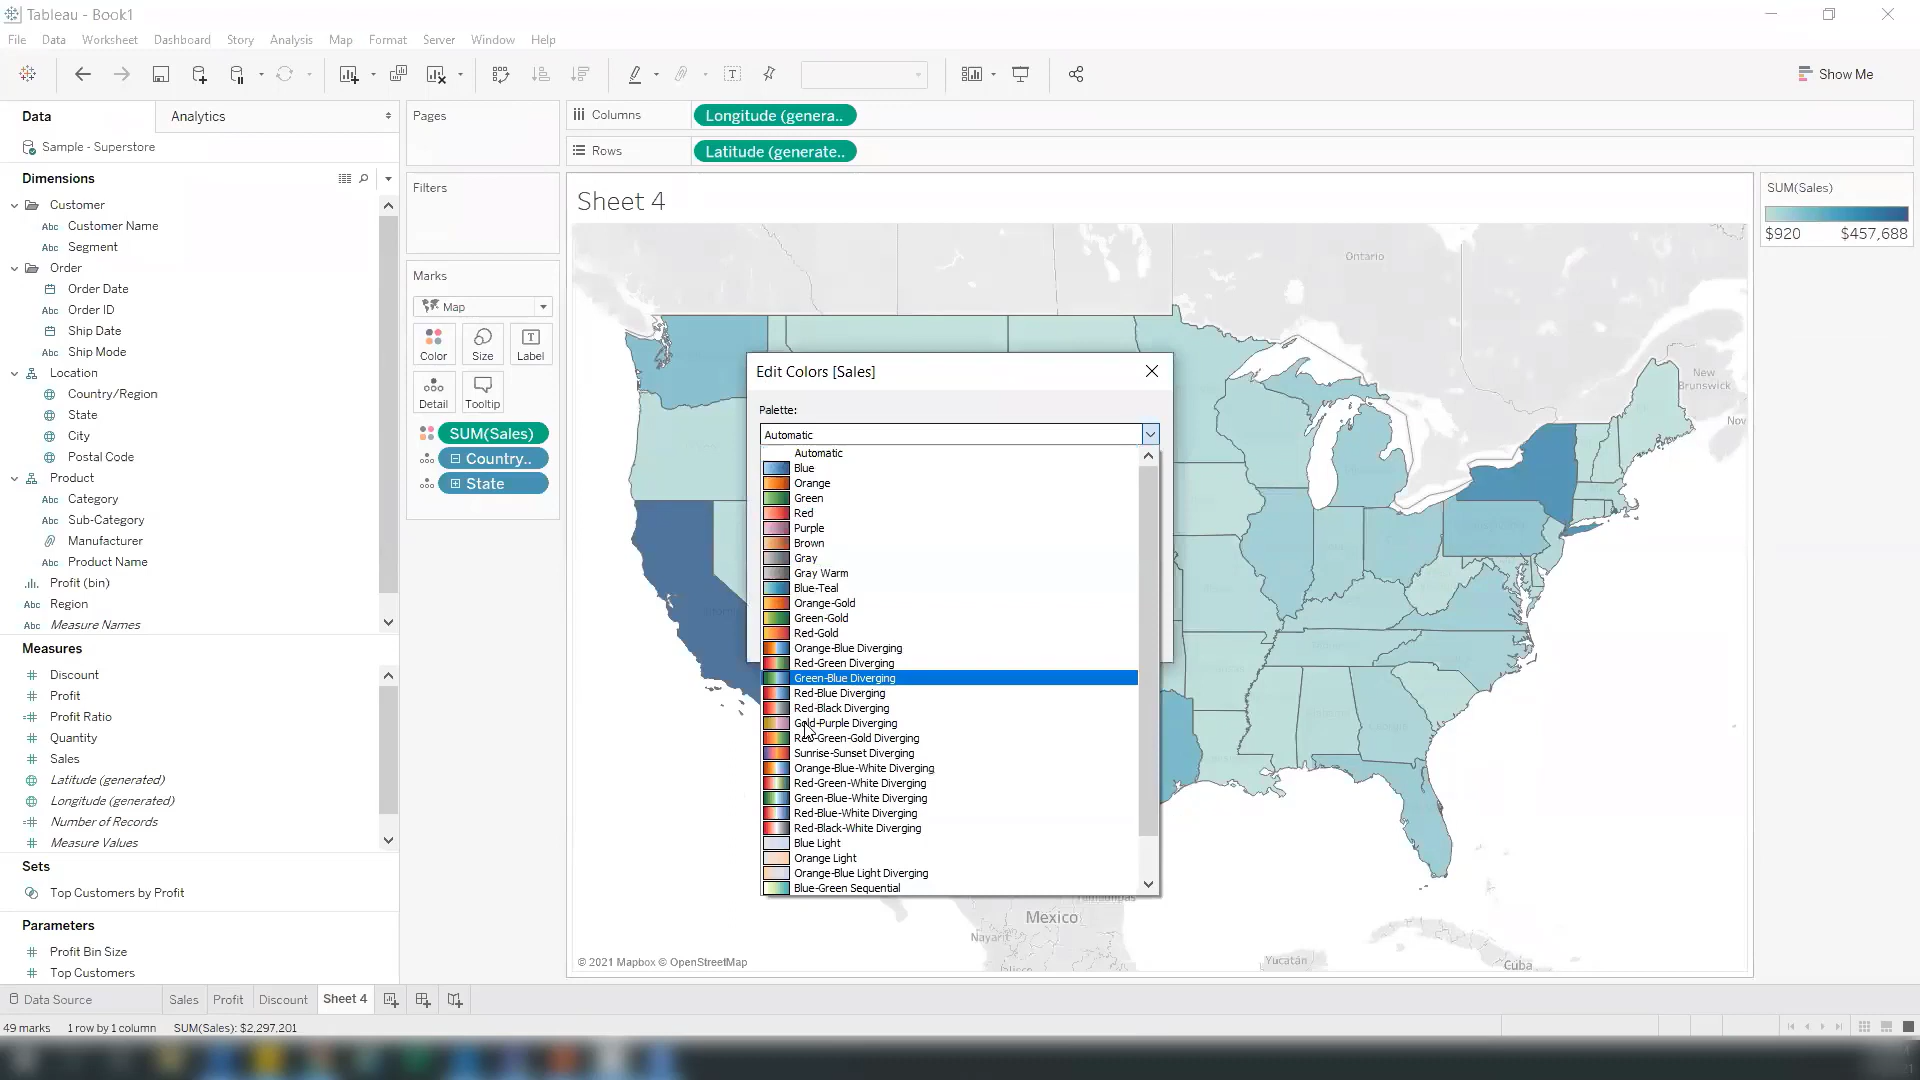 Tableau - Book1
File Data Worksheet Dashboard Story Analysis Map Format Server Window Help
Show Me
Data Analytics
Sample - Superstore
Dimensions
Customer
Abc Customer Name
Abc Segment
Order
Order Date
Abc Order ID
Ship Date
Abc Ship Mode
Location
Country/Region
State
City
Postal Code
Product
Abc Category
Abc Sub-Category
Manufacturer
Abc Product Name
Profit (bin)
Abc Region
Abc Measure Names
Measures
Discount
Profit
Profit Ratio
Quantity
Sales
Latitude (generated)
Longitude (generated)
Number of Records
Measure Values
Sets
Top Customers by Profit
Parameters
Profit Bin Size
Top Customers
Pages
Filters
Marks
Map
Color Size Label
Detail Tooltip
SUM(Sales)
Country..
State
Columns Longitude (genera..
Rows Latitude (generate..
Sheet 4
Ontario
New
Brunswick
Nov
Mexico
Nayarit
Yucatán
Cuba
© 2021 Mapbox © OpenStreetMap
Edit Colors [Sales]
Palette:
Automatic
Automatic
Blue
Orange
Green
Red
Purple
Brown
Gray
Gray Warm
Blue-Teal
Orange-Gold
Green-Gold
Red-Gold
Orange-Blue Diverging
Red-Green Diverging
Green-Blue Diverging
Red-Blue Diverging
Red-Black Diverging
Gold-Purple Diverging
Red-Green-Gold Diverging
Sunrise-Sunset Diverging
Orange-Blue-White Diverging
Red-Green-White Diverging
Green-Blue-White Diverging
Red-Blue-White Diverging
Red-Black-White Diverging
Blue Light
Orange Light
Orange-Blue Light Diverging
Blue-Green Sequential
SUM(Sales)
$920 $457,688
Data Source Sales Profit Discount Sheet 4
49 marks 1 row by 1 column SUM(Sales): $2,297,201